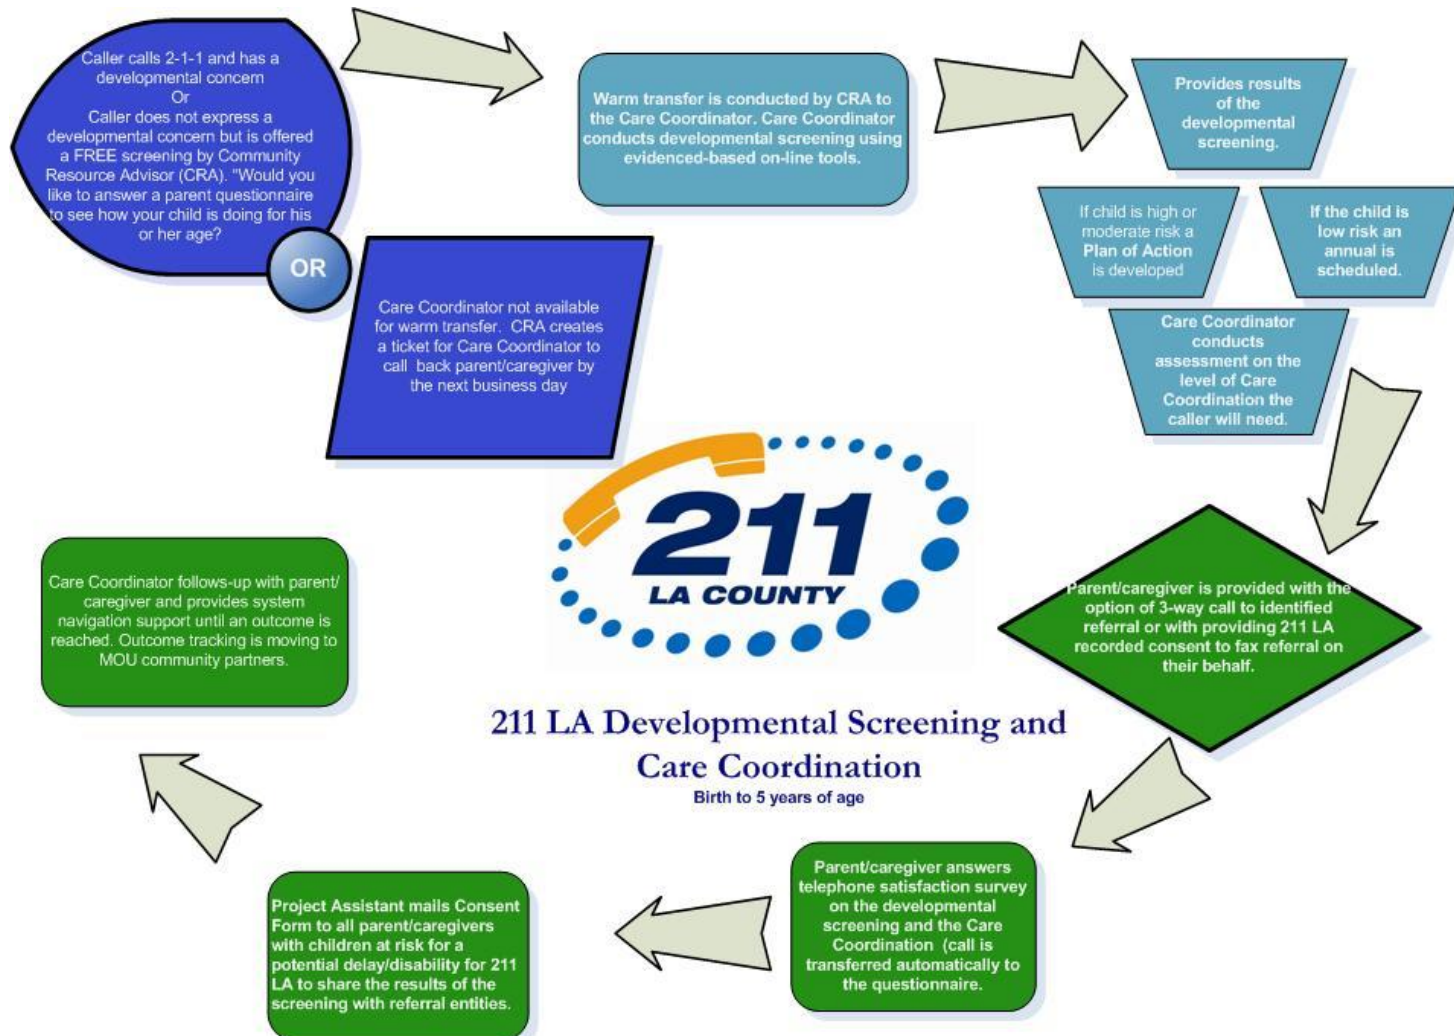 Caller calls 2-1-1 and has a
developmental concern
Or
Caller does not express a
developmental concern but is offered
a FREE screening by Community
Resource Advisor (CRA). "Would you
like to answer a parent questionnaire
to see how your child is doing for his
or her age?
OR
Care Coordinator not available
for warm transfer. CRA creates
a ticket for Care Coordinator to
call back parent/caregiver by
the next business day
Warm transfer is conducted by CRA to
the Care Coordinator. Care Coordinator
conducts developmental screening using
evidenced-based on-line tools.
Provides results
of the
developmental
screening.
If child is high or
moderate risk a
Plan of Action
is developed
If the child is
low risk an
annual is
scheduled.
Care Coordinator
conducts
assessment on the
level of Care
Coordination the
caller will need.
Parent/caregiver is provided with the
option of 3-way call to identified
referral or with providing 211 LA
recorded consent to fax referral on
their behalf.
Parent/caregiver answers
telephone satisfaction survey
on the developmental
screening and the Care
Coordination (call is
transferred automatically to
the questionnaire.
Project Assistant mails Consent
Form to all parent/caregivers
with children at risk for a
potential delay/disability for 211
LA to share the results of the
screening with referral entities.
Care Coordinator follows-up with parent/
caregiver and provides system
navigation support until an outcome is
reached. Outcome tracking is moving to
MOU community partners.
211
LA COUNTY
211 LA Developmental Screening and
Care Coordination
Birth to 5 years of age